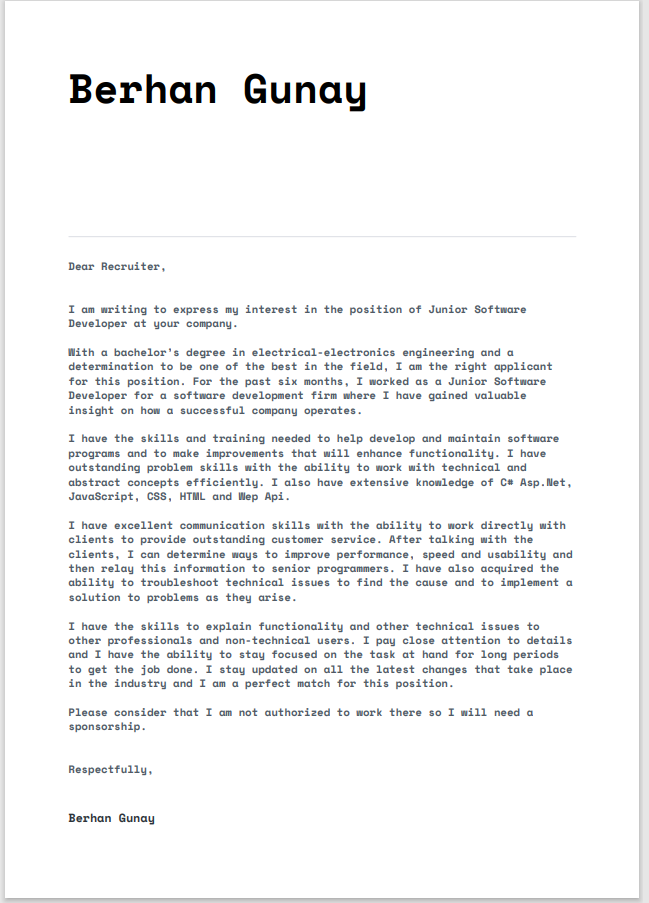 Berhan Gunay
Dear Recruiter,
I am writing to express my interest in the position of Junior Software
Developer at your company.
With a bachelor's degree in electrical-electronics engineering and a
determination to be one of the best in the field, I am the right applicant
for this position. For the past six months, I worked as a Junior Software
Developer for a software development firm where I have gained valuable
insight on how a successful company operates.
I have the skills and training needed to help develop and maintain software
programs and to make improvements that will enhance functionality. I have
outstanding problem skills with the ability to work with technical and
abstract concepts efficiently. I also have extensive knowledge of C# Asp.Net,
JavaScript, CSS, HTML and Wep Api.
I have excellent communication skills with the ability to work directly with
clients to provide outstanding customer service. After talking with the
clients, I can determine ways to improve performance, speed and usability and
then relay this information to senior programmers. I have also acquired the
ability to troubleshoot technical issues to find the cause and to implement a
solution to problems as they arise.
I have the skills to explain functionality and other technical issues to
other professionals and non-technical users. I pay close attention to details
and I have the ability to stay focused on the task at hand for long periods
to get the job done. I stay updated on all the latest changes that take place
in the industry and I am a perfect match for this position.
Please consider that I am not authorized to work there so I will need a
sponsorship.
Respectfully,
Berhan Gunay